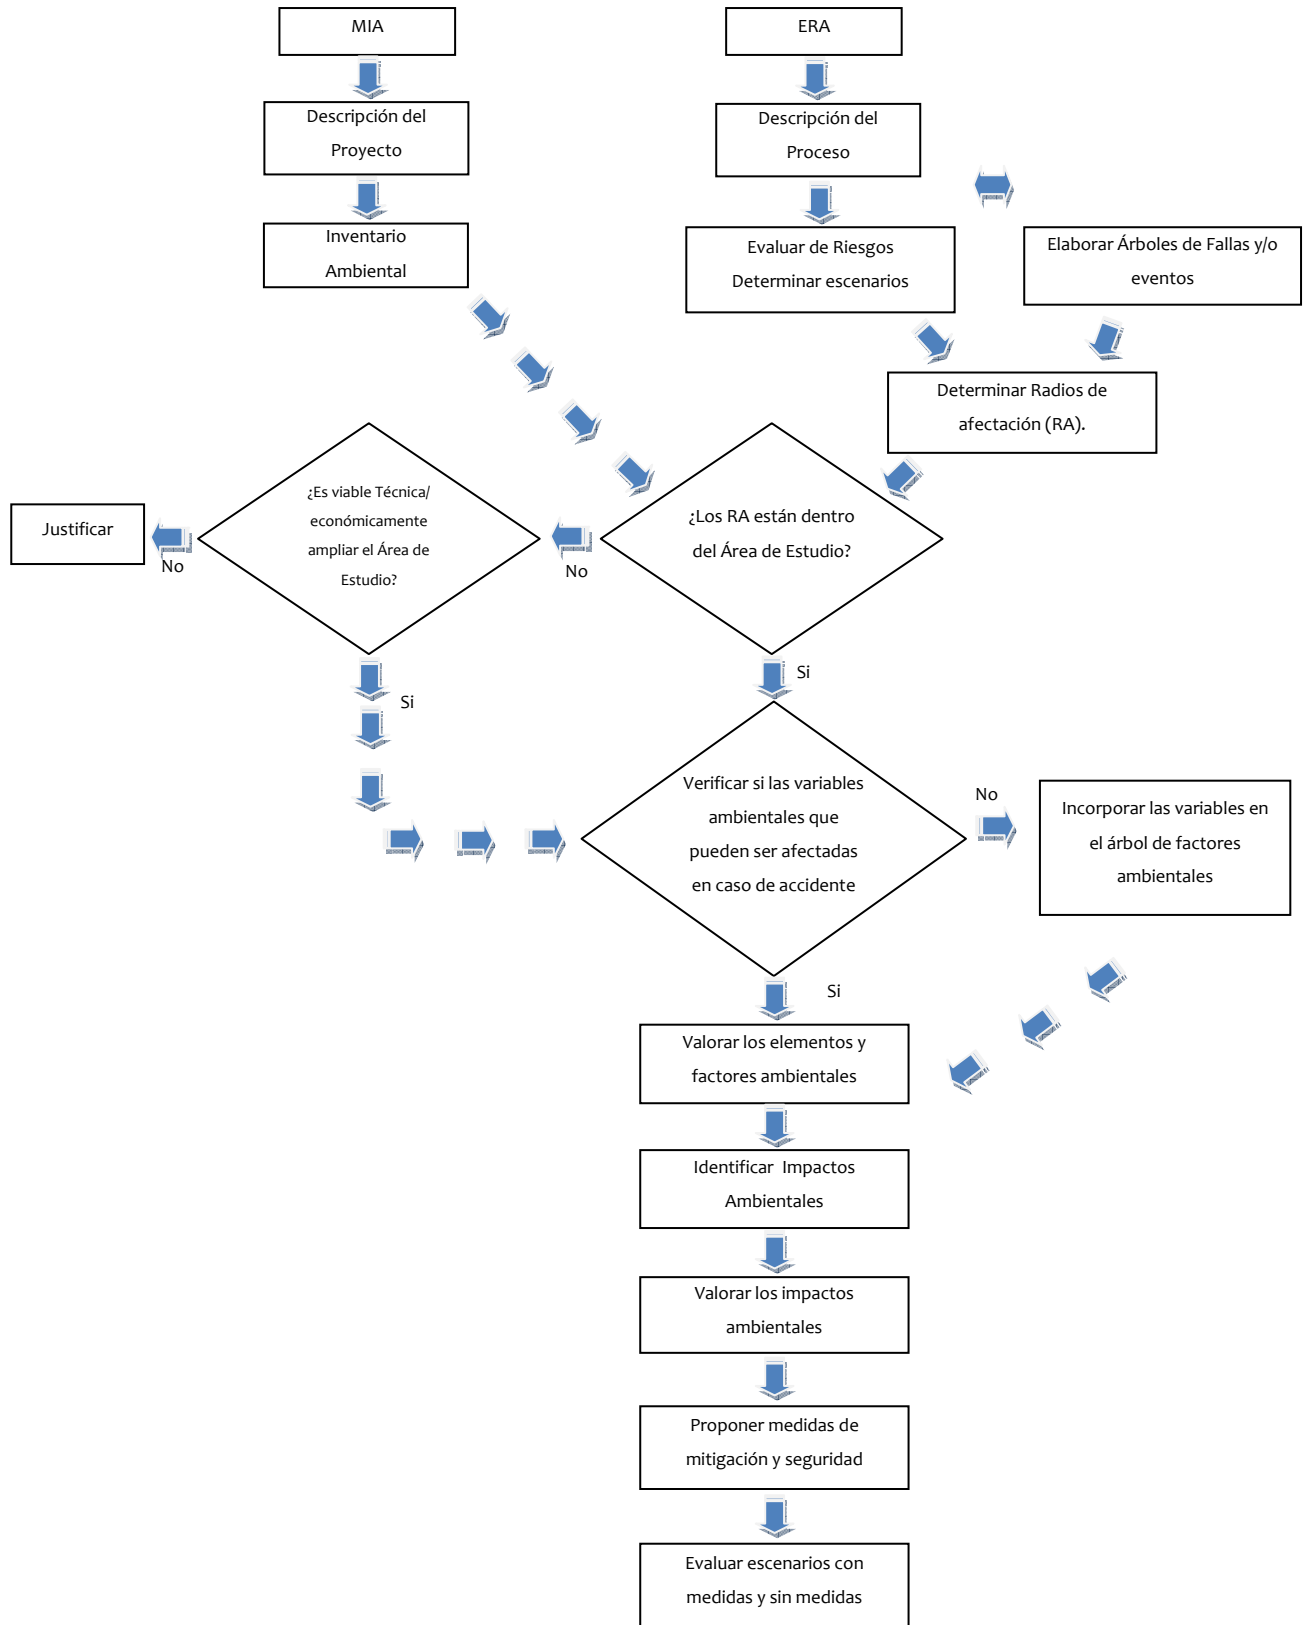 MIA
ERA
Descripción del
Proyecto
Descripción del
Proceso
Inventario
Ambiental
Evaluar de Riesgos
Determinar escenarios
Elaborar Árboles de Fallas y/o
eventos
Determinar Radios de
afectación (RA).
¿Es viable Técnica/
económicamente
ampliar el Área de
Estudio?
¿Los RA están dentro
del Área de Estudio?
Justificar
No
No
Si
Si
Verificar si las variables
ambientales que
pueden ser afectadas
en caso de accidente
No
Incorporar las variables en
el árbol de factores
ambientales
Si
Valorar los elementos y
factores ambientales
Identificar Impactos
Ambientales
Valorar los impactos
ambientales
Proponer medidas de
mitigación y seguridad
Evaluar escenarios con
medidas y sin medidas